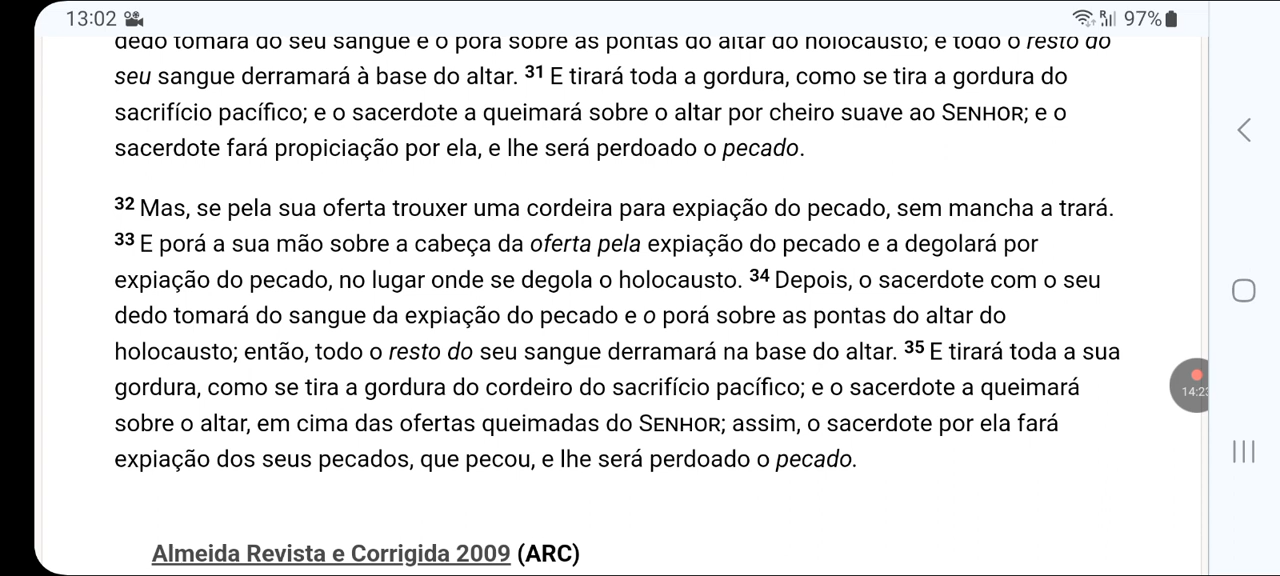 13:02 R 97%
dedo tomará do seu sangue e o porá sobre as pontas do altar do holocausto; e todo o resto do
seu sangue derramará à base do altar. 31 E tirará toda a gordura, como se tira a gordura do
sacrifício pacífico; e o sacerdote a queimará sobre o altar por cheiro suave ao SENHOR; e o
sacerdote fará propiciação por ela, e lhe será perdoado o pecado.
32 Mas, se pela sua oferta trouxer uma cordeira para expiação do pecado, sem mancha a trará.
33 E porá a sua mão sobre a cabeça da oferta pela expiação do pecado e a degolará por
expiação do pecado, no lugar onde se degola o holocausto. 34 Depois, o sacerdote com o seu
dedo tomará do sangue da expiação do pecado e o porá sobre as pontas do altar do
holocausto; então, todo o resto do seu sangue derramará na base do altar. 35 E tirará toda a sua
gordura, como se tira a gordura do cordeiro do sacrifício pacífico; e o sacerdote a queimará
14:23
sobre o altar, em cima das ofertas queimadas do SENHOR; assim, o sacerdote por ela fará
expiação dos seus pecados, que pecou, e lhe será perdoado o pecado.
Almeida Revista e Corrigida 2009 (ARC)